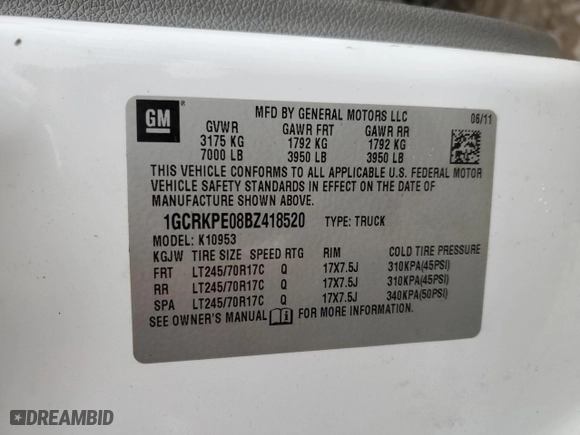 GM
MFD BY GENERAL MOTORS LLC 06/11
GVWR GAWR FRT GAWR RR
3175 KG 1792 KG 1792 KG
7000 LB 3950 LB 3950 LB
THIS VEHICLE CONFORMS TO ALL APPLICABLE U.S. FEDERAL MOTOR
VEHICLE SAFETY STANDARDS IN EFFECT ON THE DATE OF
MANUFACTURE SHOWN ABOVE.
1GCRKPE08BZ418520 TYPE: TRUCK
MODEL: K10953
KGJW TIRE SIZE SPEED RTG RIM COLD TIRE PRESSURE
FRT LT245/70R17C Q 17X7.5J 310KPA(45PSI)
RR LT245/70R17C Q 17X7.5J 310KPA(45PSI)
SPA LT245/70R17C Q 17X7.5J 340KPA(50PSI)
SEE OWNER'S MANUAL FOR MORE INFORMATION.
DREAMBID